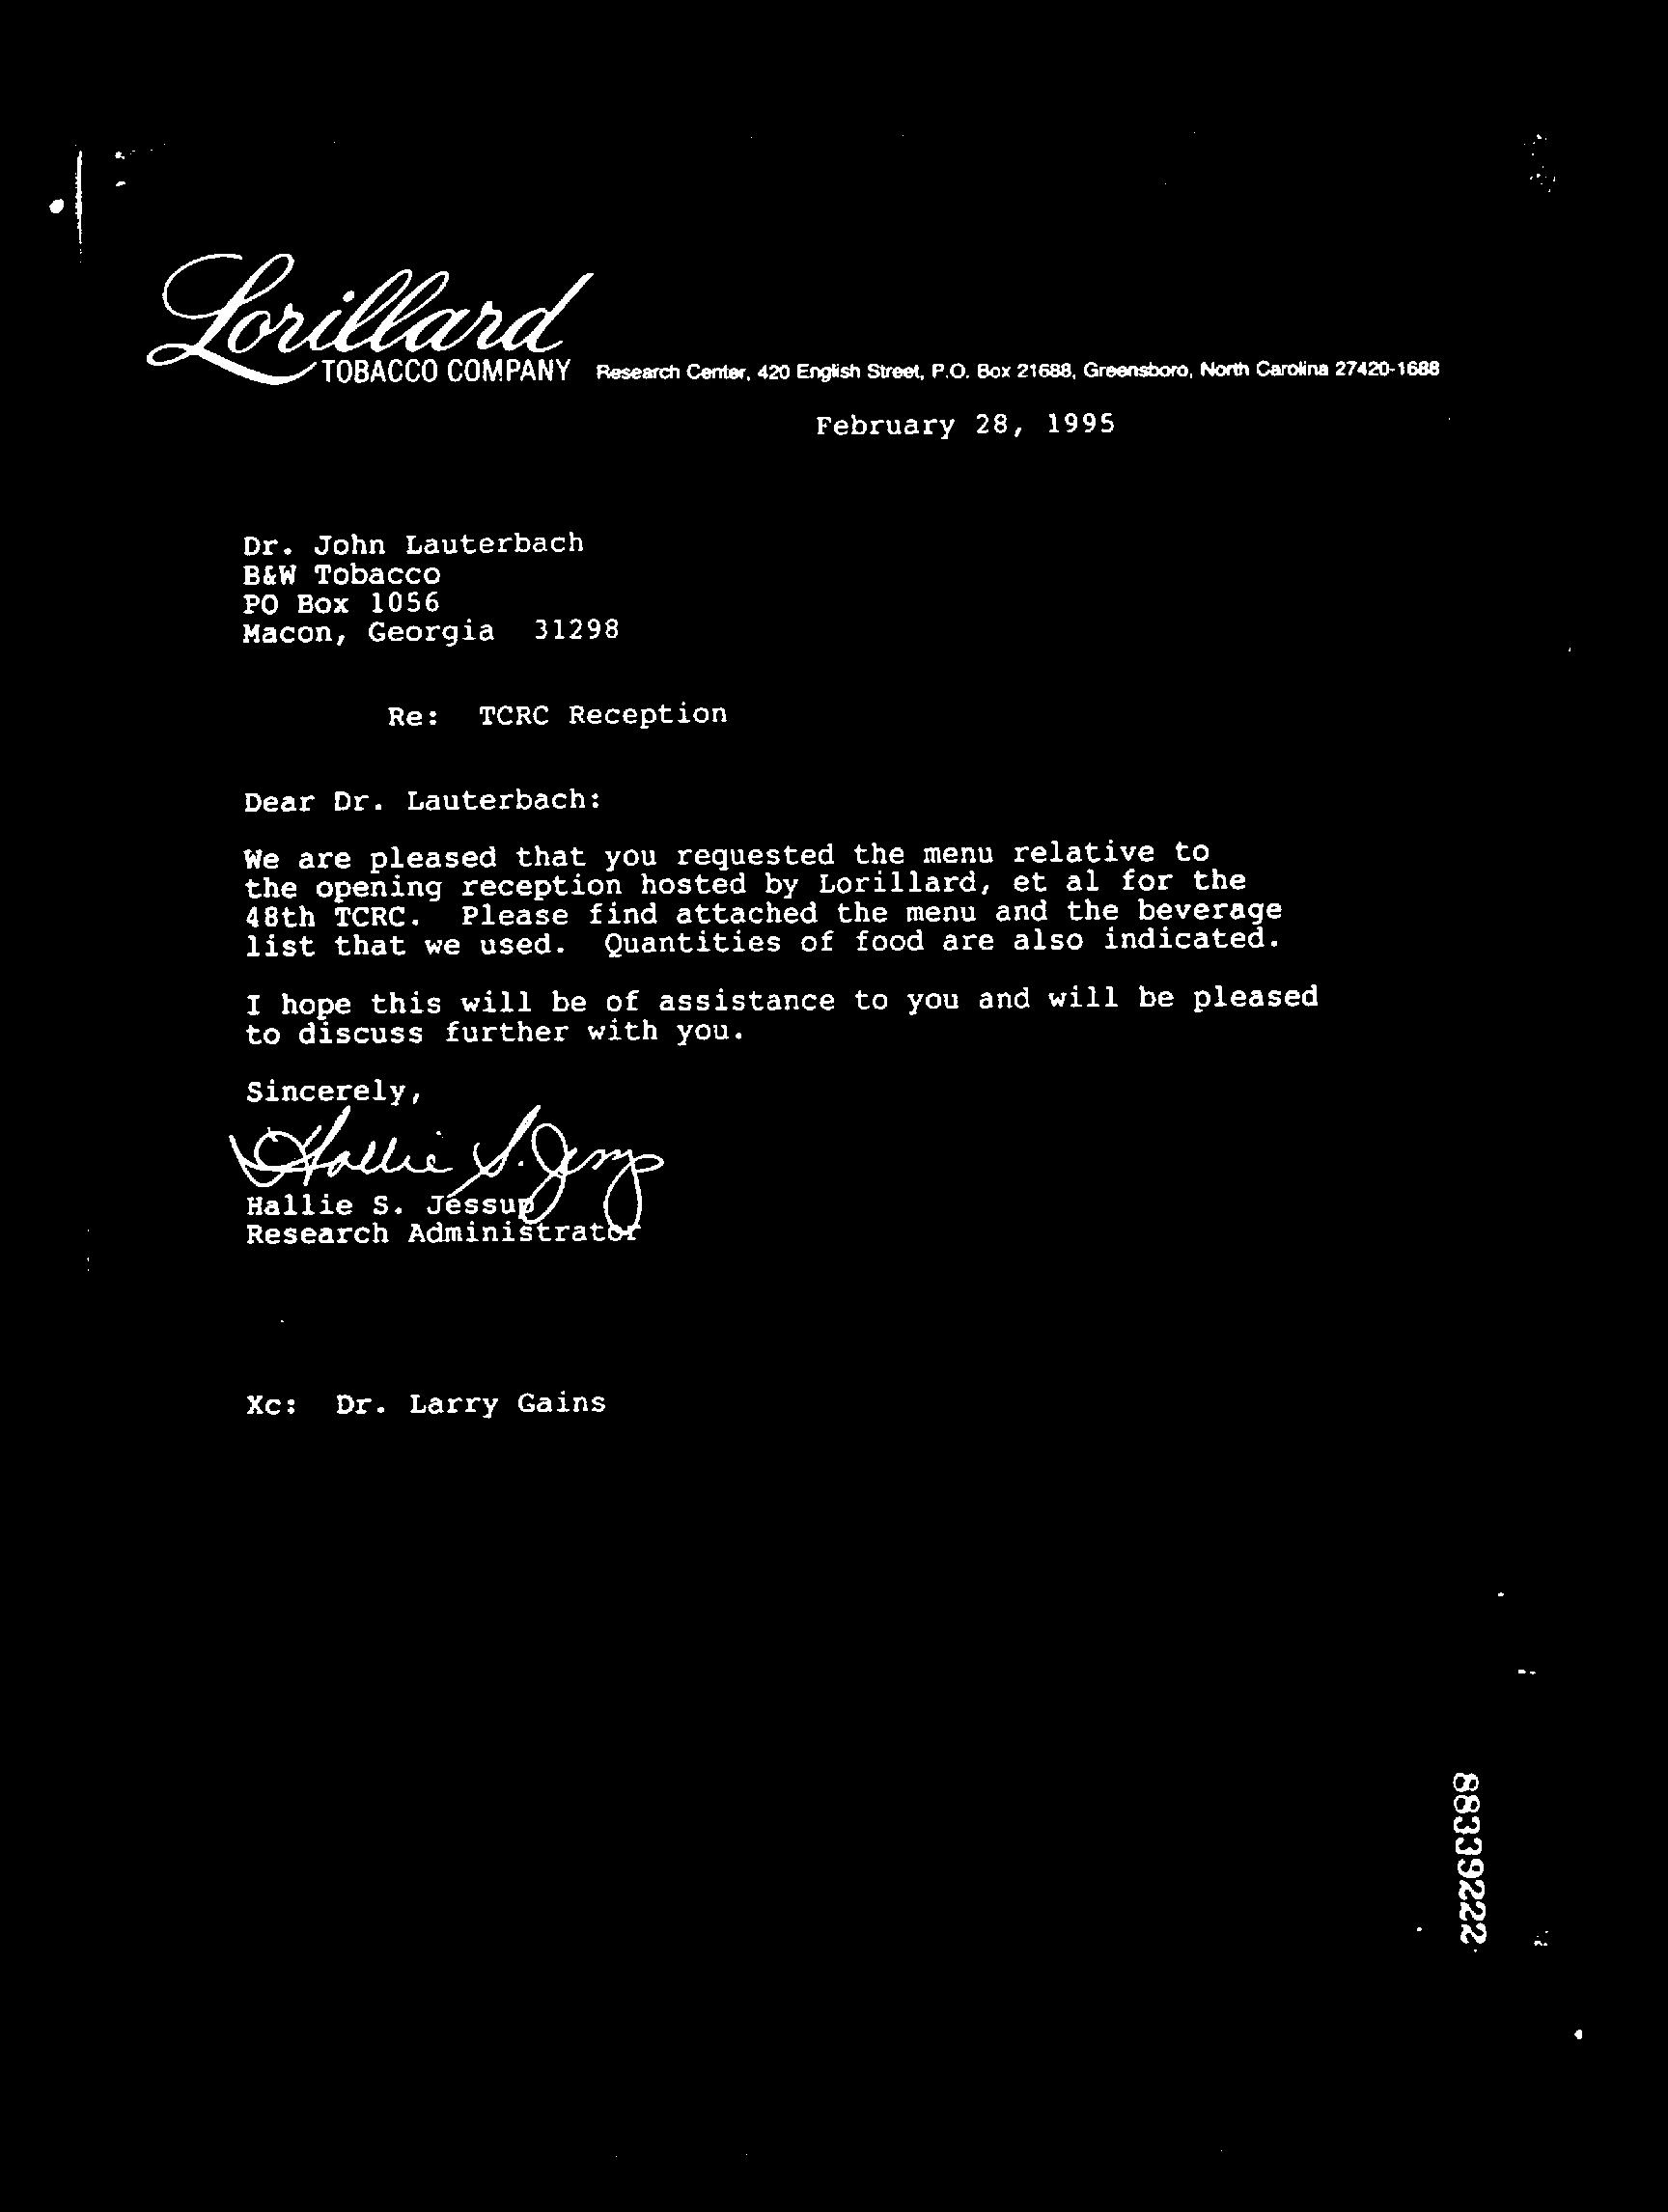 Lorillard
TOBACCO COMPANY Research Center, 420 English Street, P.O. Box 21688, Greensboro, North Carolina 27420-1688
February 28, 1995
Dr. John Lauterbach
B&W Tobacco
PO Box 1056
Macon, Georgia 31298
Re: TCRC Reception
Dear Dr. Lauterbach:
We are pleased that you requested the menu relative to
the opening reception hosted by Lorillard, et al for the
48th TCRC. Please find attached the menu and the beverage
list that we used. Quantities of food are also indicated.
I hope this will be of assistance to you and will be pleased
to discuss further with you.
Sincerely,
Hallie S. Jessup
Hallie S. Jessup
Research Administrator
Xc: Dr. Larry Gains
88339222